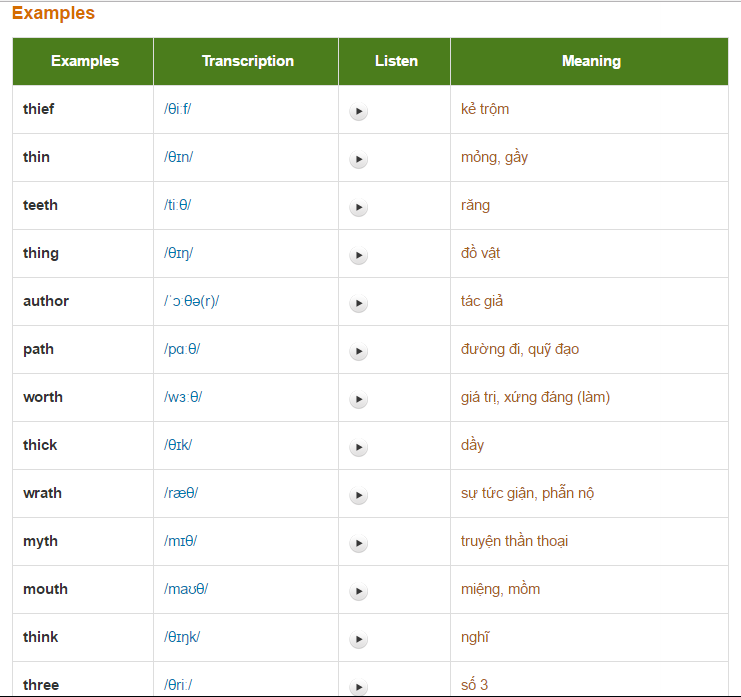 Examples
Examples Transcription Listen Meaning
thief /θiːf/ kẻ trộm
thin /θɪn/ mỏng, gầy
teeth /tiːθ/ răng
thing /θɪŋ/ đồ vật
author /ˈɔːθə(r)/ tác giả
path /pɑːθ/ đường đi, quỹ đạo
worth /wɜːθ/ giá trị, xứng đáng (làm)
thick /θɪk/ dầy
wrath /ræθ/ sự tức giận, phẫn nộ
myth /mɪθ/ truyện thần thoại
mouth /maʊθ/ miệng, mồm
think /θɪŋk/ nghĩ
three /θriː/ số 3